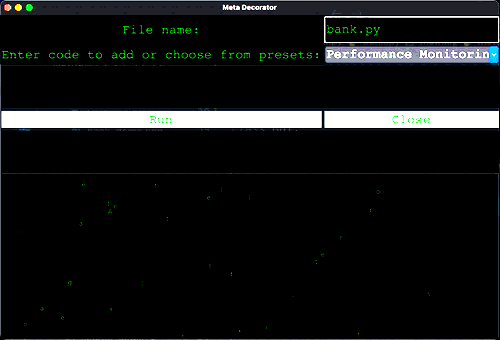 Meta Decorator
File name: bank.py
Enter code to add or choose from presets: Performance Monitorin
Run Close